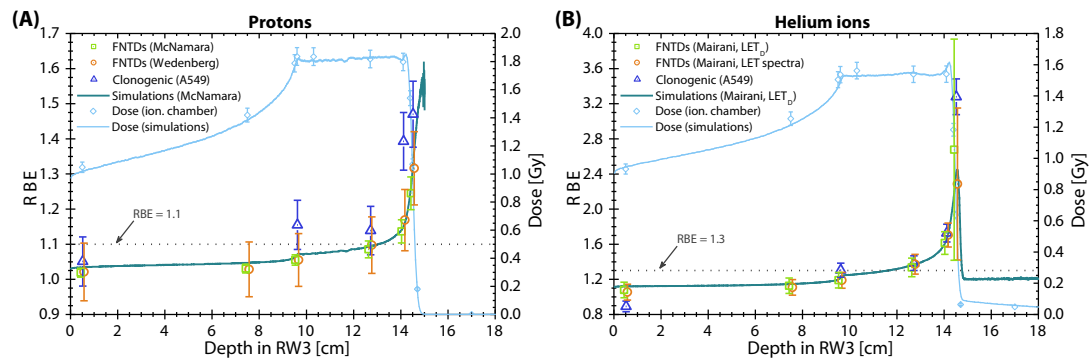 (A)
Protons
1.7
1.6
1.5
1.4
1.3
1.2
1.1
1.0
0.9
RBE
FNTDs (McNamara)
FNTDs (Wedenberg)
Clonogenic (A549)
Simulations (McNamara)
Dose (ion. chamber)
Dose (simulations)
RBE = 1.1
2.0
1.8
1.6
1.4
1.2
1.0
0.8
0.6
0.4
0.2
0.0
Dose [Gy]
0 2 4 6 8 10 12 14 16 18
Depth in RW3 [cm]
(B)
Helium ions
4.0
3.6
3.2
2.8
2.4
2.0
1.6
1.2
0.8
RBE
FNTDs (Mairani, LET_D)
FNTDs (Mairani, LET spectra)
Clonogenic (A549)
Simulations (Mairani, LET_D)
Dose (ion. chamber)
Dose (simulations)
RBE = 1.3
1.8
1.6
1.4
1.2
1.0
0.8
0.6
0.4
0.2
0.0
Dose [Gy]
0 2 4 6 8 10 12 14 16 18
Depth in RW3 [cm]